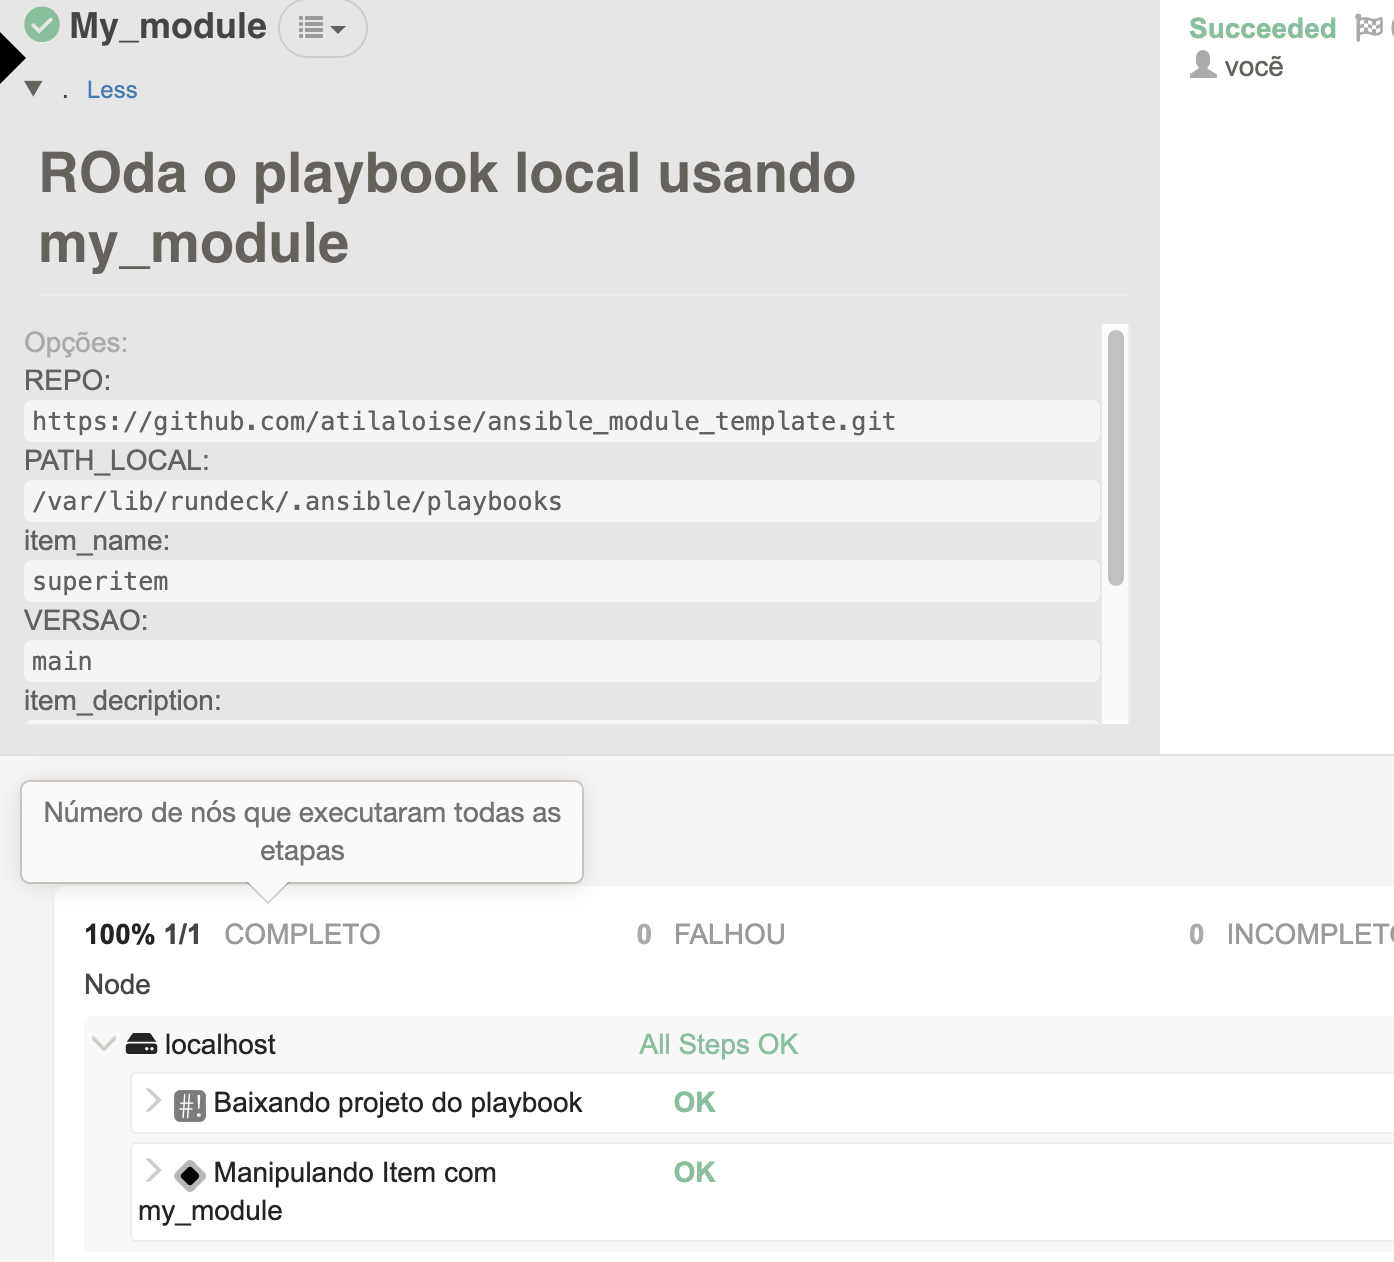 My_module
. Less
ROda o playbook local usando
my_module
Opções:
REPO:
https://github.com/atilaloise/ansible_module_template.git
PATH_LOCAL:
/var/lib/rundeck/.ansible/playbooks
item_name:
superitem
VERSAO:
main
item_decription:
Succeeded
você
Número de nós que executaram todas as
etapas
100% 1/1 COMPLETO
0 FALHOU
0 INCOMPLETO
Node
localhost
All Steps OK
#! Baixando projeto do playbook
OK
Manipulando Item com
my_module
OK